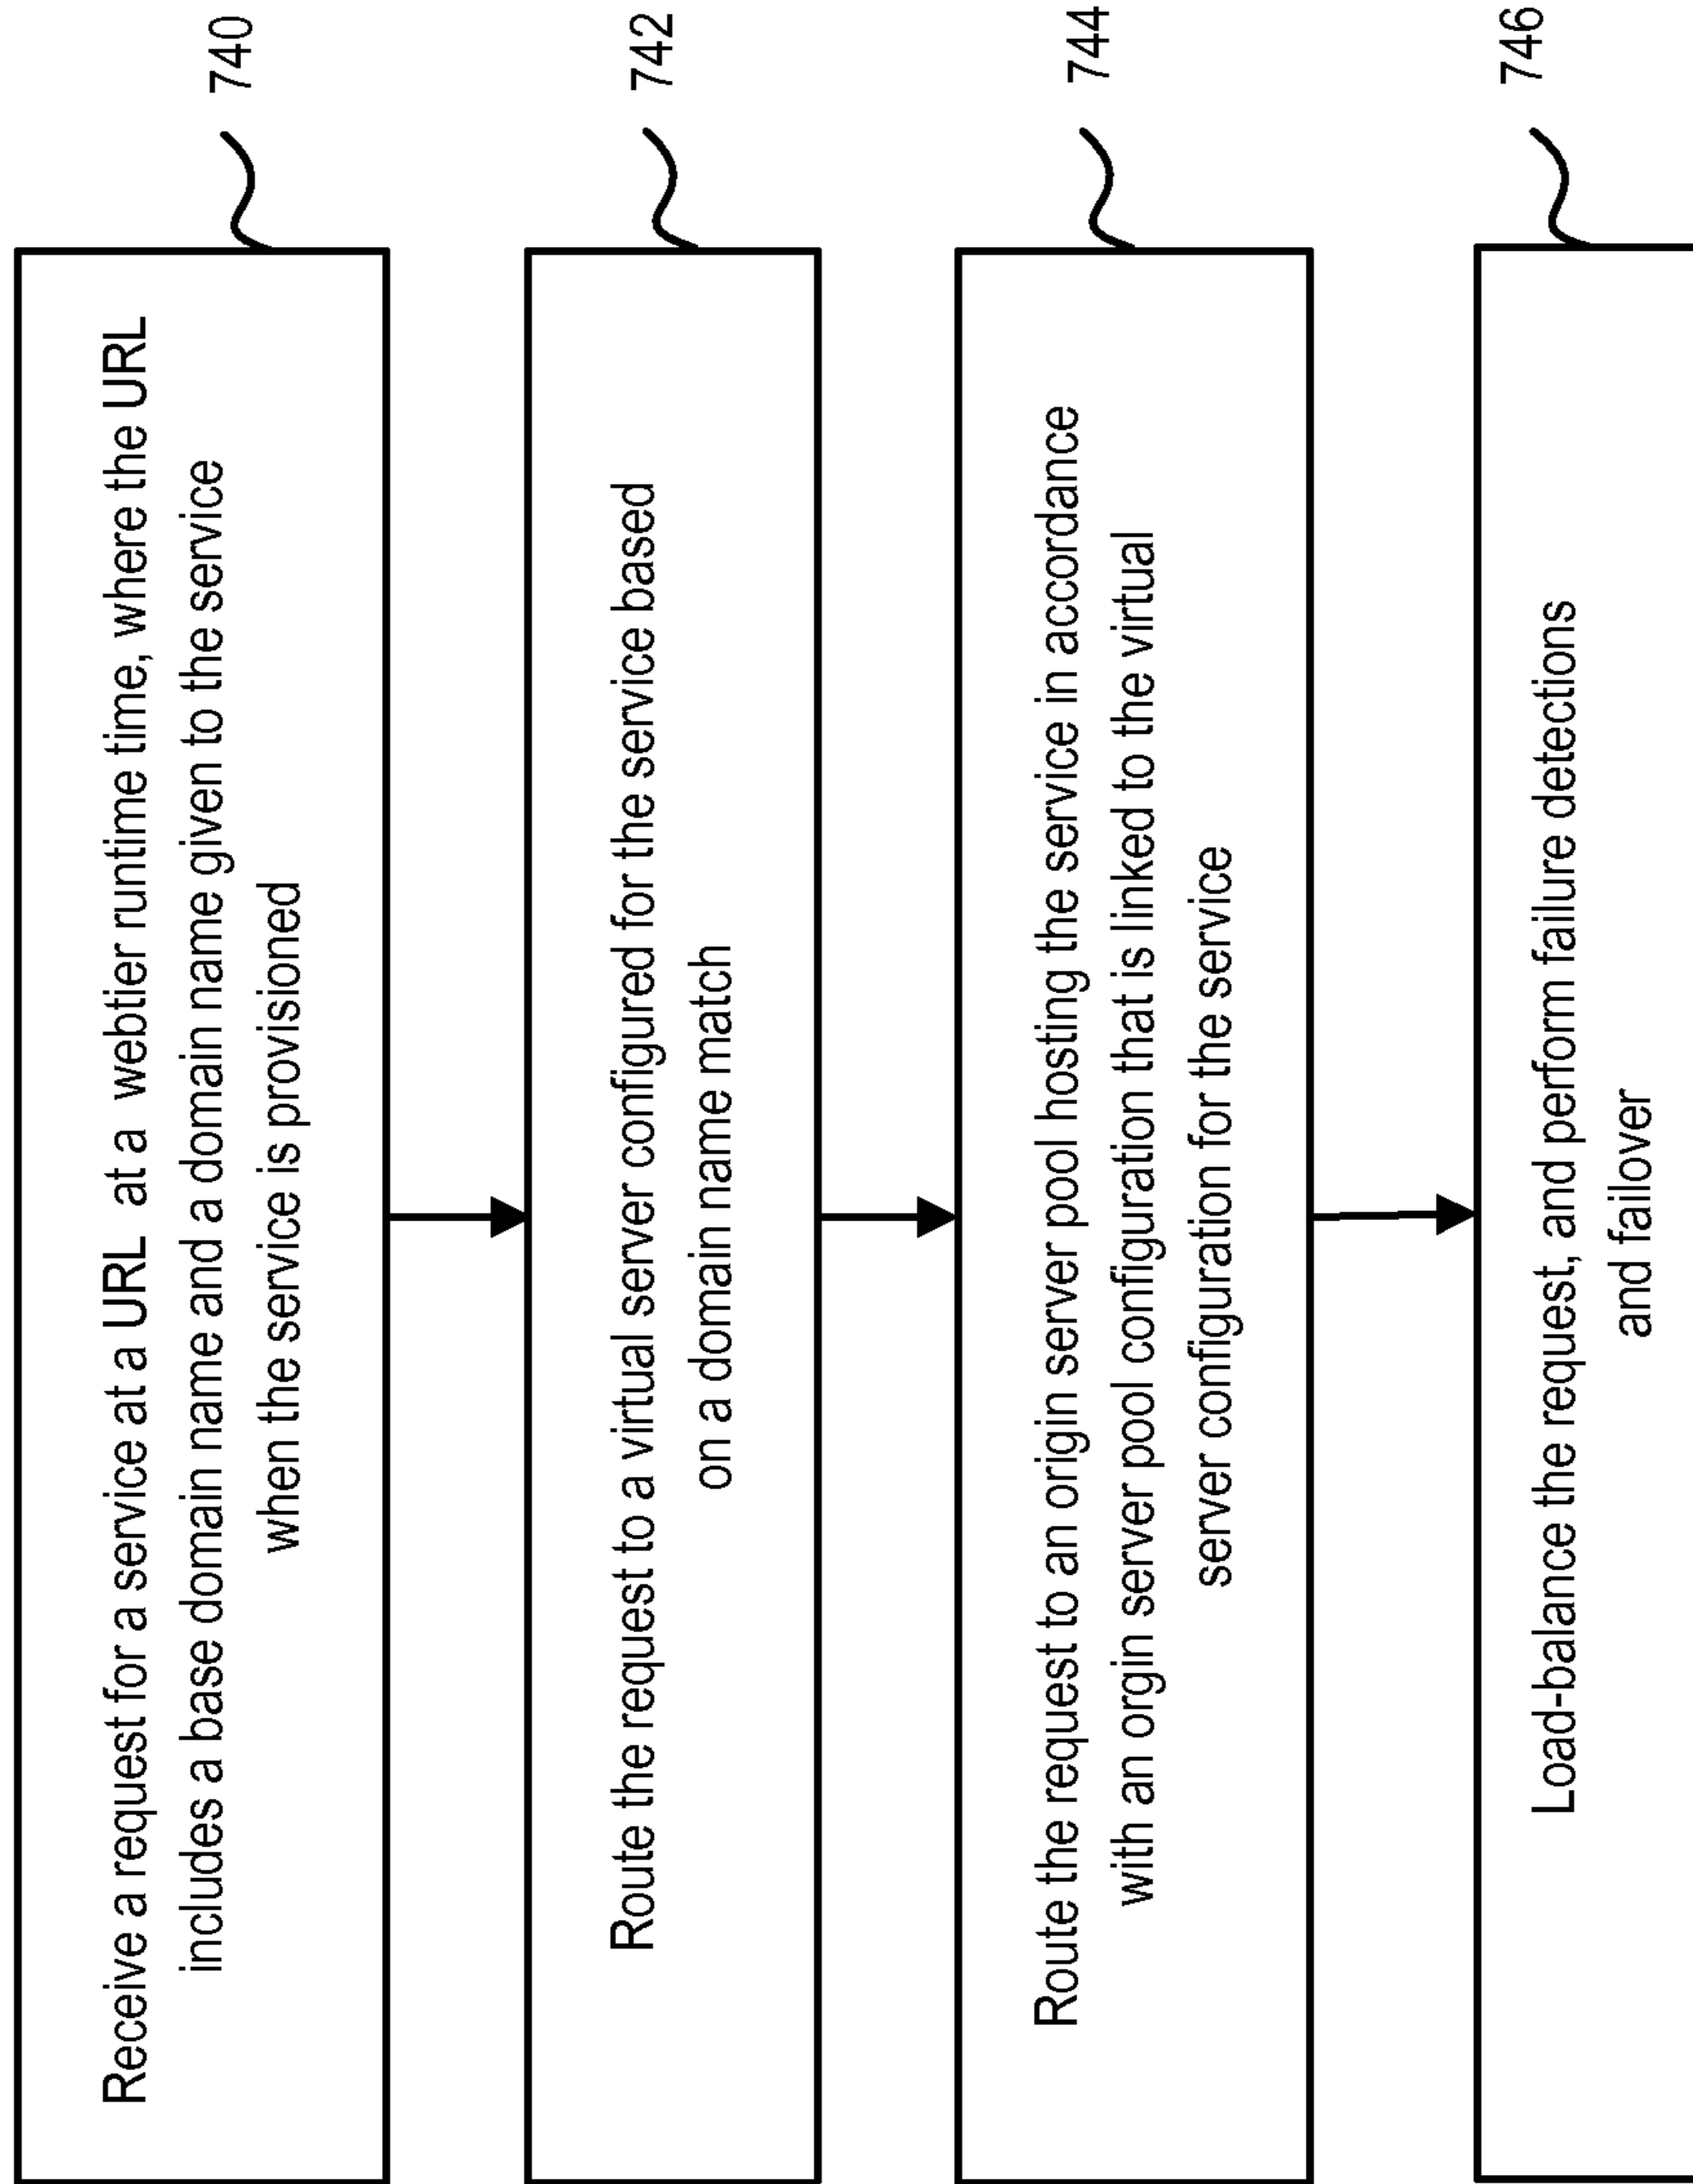 Receive a request for a service at a URL at a webtier runtime time, where the URL
includes a base domain name and a domain name given to the service
when the service is provisioned
740
Route the request to a virtual server configured for the service based
on a domain name match
742
Route the request to an origin server pool hosting the service in accordance
with an orgin server pool configuration that is linked to the virtual
server configuration for the service
744
Load-balance the request, and perform failure detections
and failover
746